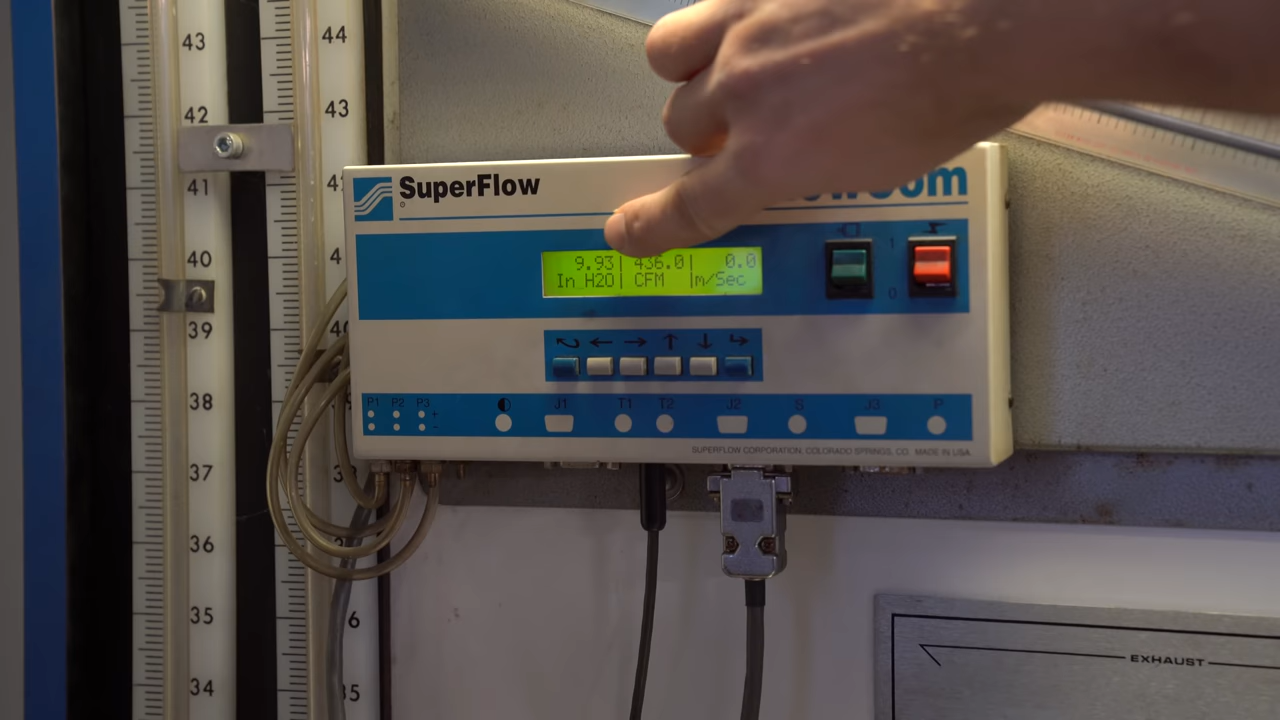 43
42
41
40
39
38
37
36
35
34
44
43
SuperFlow
9.93| 436.0| 0.0
In H2O| CFM |m/Sec
1
0
P1 P2 P3
+
-
J1 T1 T2 J2 S J3 P
SUPERFLOW CORPORATION, COLORADO SPRINGS, CO. MADE IN USA
EXHAUST